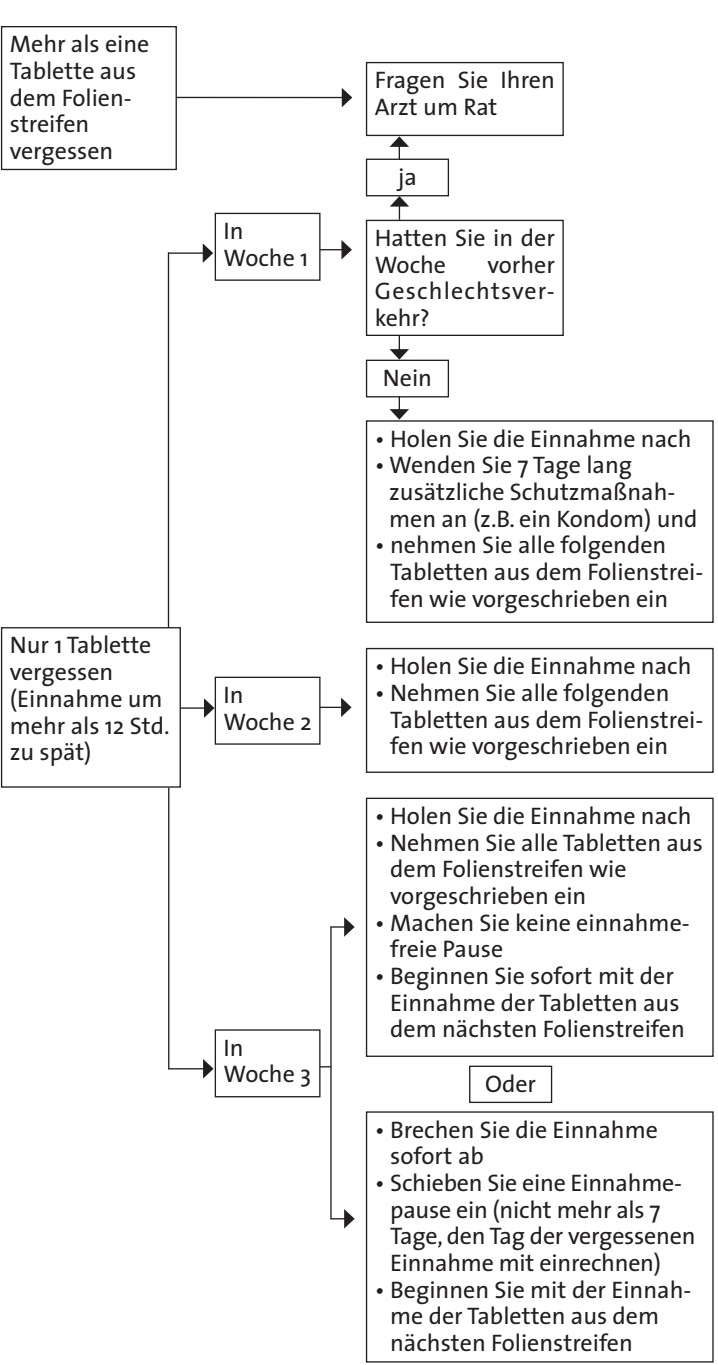 Mehr als eine
Tablette aus
dem Folien-
streifen
vergessen
Fragen Sie Ihren
Arzt um Rat
ja
In
Woche 1
Hatten Sie in der
Woche vorher
Geschlechtsver-
kehr?
Nein
• Holen Sie die Einnahme nach
• Wenden Sie 7 Tage lang
zusätzliche Schutzmaßnah-
men an (z.B. ein Kondom) und
• nehmen Sie alle folgenden
Tabletten aus dem Folienstrei-
fen wie vorgeschrieben ein
Nur 1 Tablette
vergessen
(Einnahme um
mehr als 12 Std.
zu spät)
In
Woche 2
• Holen Sie die Einnahme nach
• Nehmen Sie alle folgenden
Tabletten aus dem Folienstrei-
fen wie vorgeschrieben ein
In
Woche 3
• Holen Sie die Einnahme nach
• Nehmen Sie alle Tabletten aus
dem Folienstreifen wie
vorgeschrieben ein
• Machen Sie keine einnahme-
freie Pause
• Beginnen Sie sofort mit der
Einnahme der Tabletten aus
dem nächsten Folienstreifen
Oder
• Brechen Sie die Einnahme
sofort ab
• Schieben Sie eine Einnahme-
pause ein (nicht mehr als 7
Tage, den Tag der vergessenen
Einnahme mit einrechnen)
• Beginnen Sie mit der Einnah-
me der Tabletten aus dem
nächsten Folienstreifen